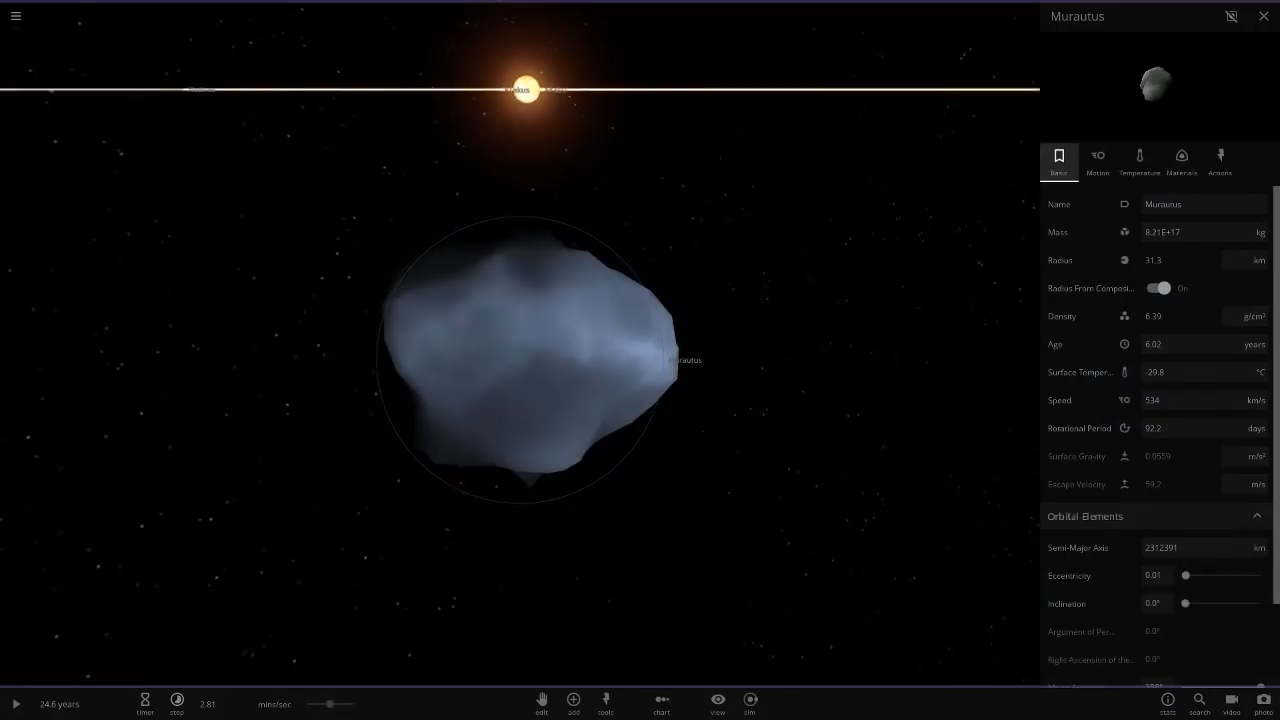 Murautus
Murautus
Basic
Motion
Temperature
Materials
Actions
Name Murautus
Mass 8.21E+17 kg
Radius 31.3 km
Radius From Composi... On
Density 6.39 g/cm³
Age 6.02 years
Surface Temper... -29.8 °C
Speed 534 km/s
Rotational Period 92.2 days
Surface Gravity 0.0559 m/s²
Escape Velocity 59.2 m/s
Orbital Elements
Semi-Major Axis 2312391 km
Eccentricity 0.01
Inclination 0.0°
Argument of Per... 0.0°
Right Ascension of the... 0.0°
24.6 years
timer
step
2.81
mins/sec
edit
add
tools
chart
view
sim
stats
search
video
photo